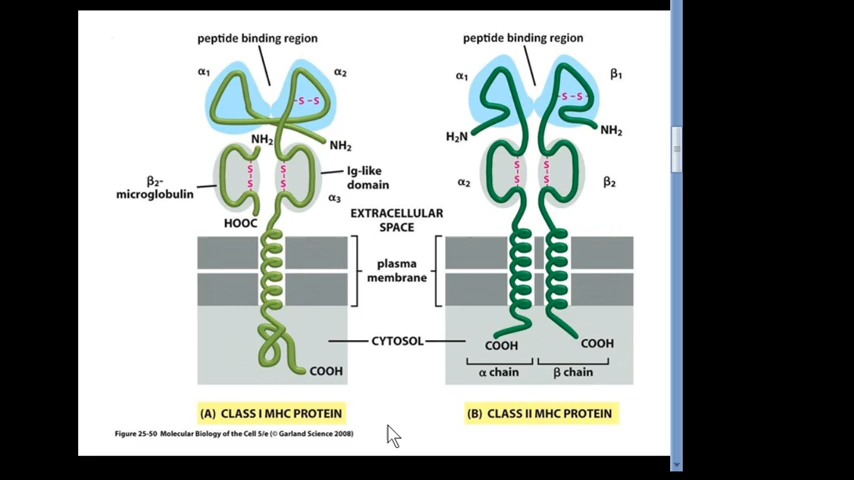 peptide binding region
α1
α2
S-S
NH2
NH2
β2-
microglobulin
S
S
S
S
Ig-like
domain
α3
HOOC
COOH
(A) CLASS I MHC PROTEIN
EXTRACELLULAR
SPACE
plasma
membrane
CYTOSOL
peptide binding region
α1
β1
S-S
H2N
NH2
α2
S
S
S
S
β2
COOH
COOH
α chain
β chain
(B) CLASS II MHC PROTEIN
Figure 25-50 Molecular Biology of the Cell 5/e (© Garland Science 2008)